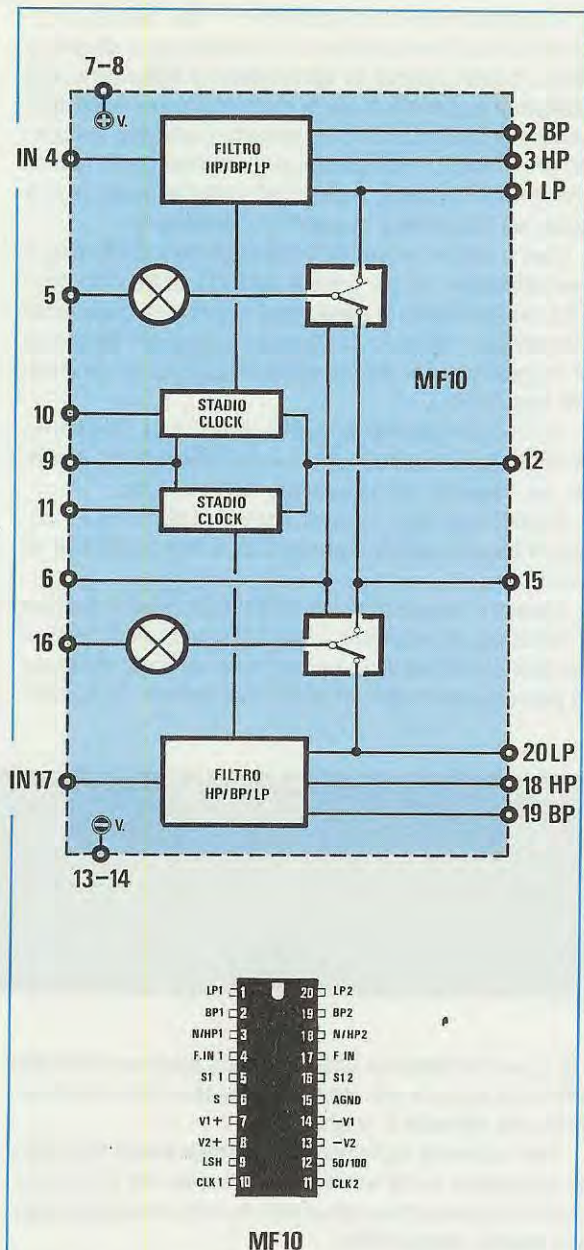 7-8
⊕ V.
IN 4
FILTRO
HP/BP/LP
2 BP
3 HP
1 LP
5
MF10
10
STADIO
CLOCK
9
12
11
STADIO
CLOCK
6
15
16
IN 17
FILTRO
HP/BP/LP
20 LP
18 HP
19 BP
⊖ V.
13-14
LP1 1 20 LP2
BP1 2 19 BP2
N/HP1 3 18 N/HP2
F.IN 1 4 17 F IN
S1 1 5 16 S1 2
S 6 15 AGND
V1+ 7 14 -V1
V2+ 8 13 -V2
LSH 9 12 50/100
CLK1 10 11 CLK2
MF10